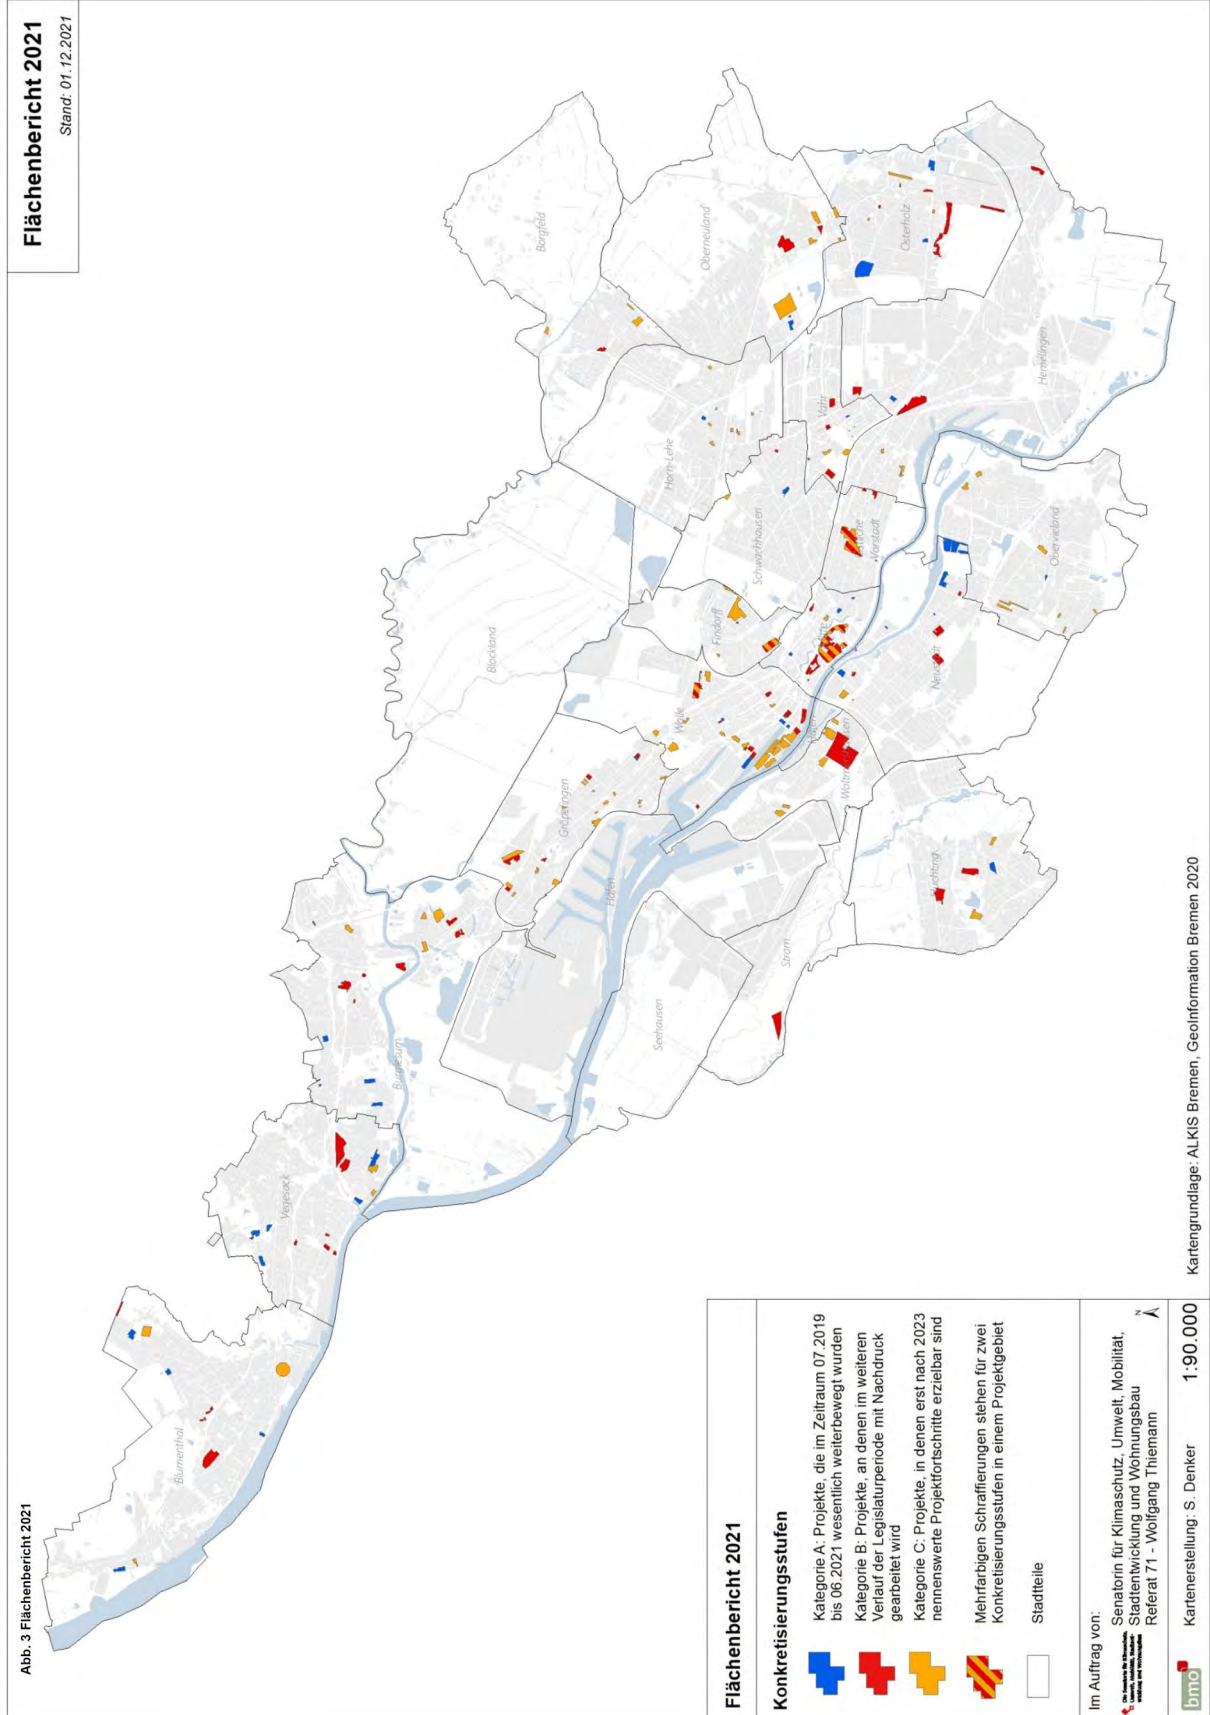 Abb. 3 Flächenbericht 2021
Flächenbericht 2021
Stand: 01.12.2021
Borgfeld
Oberneuland
Osterholz
Horn-Lehe
Vahr
Hemelingen
Schwachhausen
Vorstadt
Obervieland
Blockland
Findorff
Mitte
Neustadt
Walle
Häfen
Gröpelingen
Häfen
Huchting
Strom
Seehausen
Burglesum
Vegesack
Blumenthal
Flächenbericht 2021
Konkretisierungsstufen
Kategorie A: Projekte, die im Zeitraum 07.2019
bis 06.2021 wesentlich weiterbewegt wurden
Kategorie B: Projekte, an denen im weiteren
Verlauf der Legislaturperiode mit Nachdruck
gearbeitet wird
Kategorie C: Projekte, in denen erst nach 2023
nennenswerte Projektfortschritte erzielbar sind
Mehrfarbigen Schraffierungen stehen für zwei
Konkretisierungsstufen in einem Projektgebiet
Stadtteile
Im Auftrag von:
Senatorin für Klimaschutz, Umwelt, Mobilität,
Stadtentwicklung und Wohnungsbau
Referat 71 - Wolfgang Thiemann
N
bmo
Kartenerstellung: S. Denker
1:90.000
Kartengrundlage: ALKIS Bremen, GeoInformation Bremen 2020